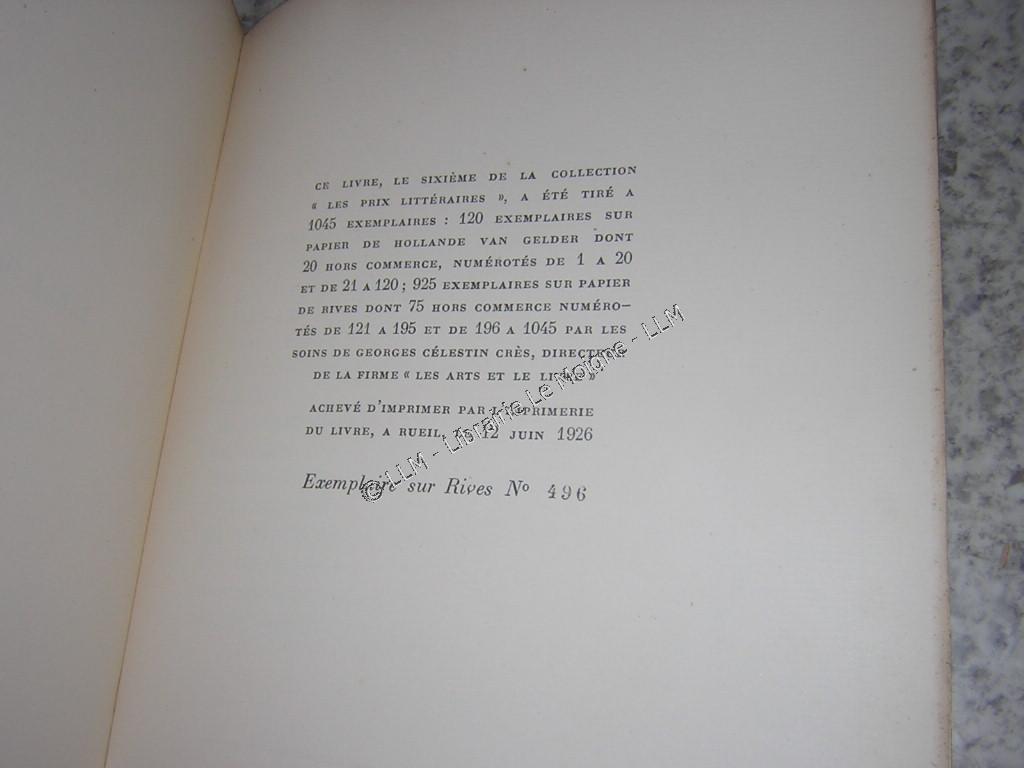 CE LIVRE, LE SIXIÈME DE LA COLLECTION
« LES PRIX LITTÉRAIRES », A ÉTÉ TIRÉ A
1045 EXEMPLAIRES : 120 EXEMPLAIRES SUR
PAPIER DE HOLLANDE VAN GELDER DONT
20 HORS COMMERCE, NUMÉROTÉS DE 1 A 20
ET DE 21 A 120 ; 925 EXEMPLAIRES SUR PAPIER
DE RIVES DONT 75 HORS COMMERCE NUMÉRO-
TÉS DE 121 A 195 ET DE 196 A 1045 PAR LES
SOINS DE GEORGES CÉLESTIN CRÈS, DIRECTEUR
DE LA FIRME « LES ARTS ET LE LIVRE ».
ACHEVÉ D'IMPRIMER PAR L'IMPRIMERIE
DU LIVRE, A RUEIL, 12 JUIN 1926
Exemplaire sur Rives Nº 496
© LLM - Librairie Le Moigne - LLM